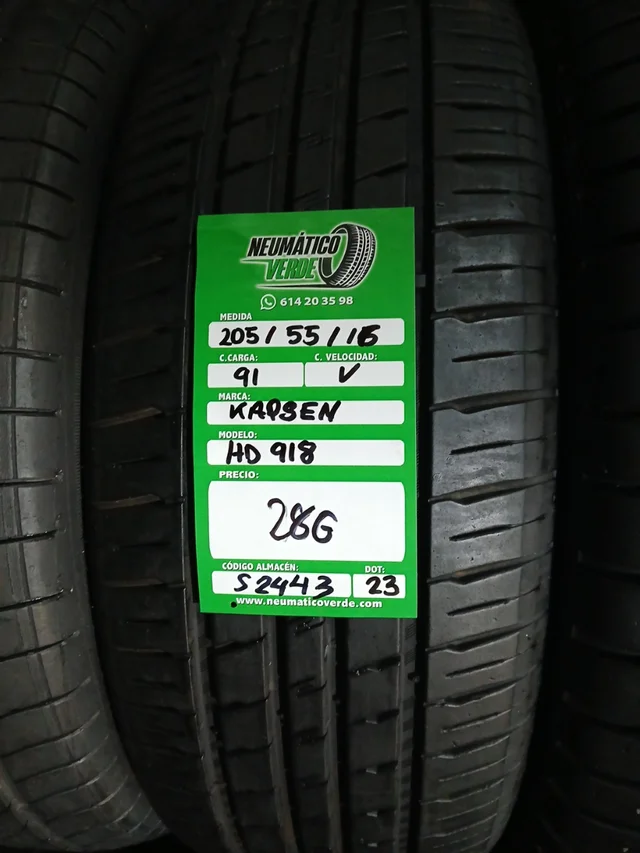 NEUMÁTICO
VERDE
614 20 35 98
MEDIDA
205 / 55 / 16
C.CARGA: C. VELOCIDAD:
91 V
MARCA:
KAPSEN
MODELO:
HD 918
PRECIO:
28G
CÓDIGO ALMACÉN: DOT:
S2443 23
www.neumaticoverde.com